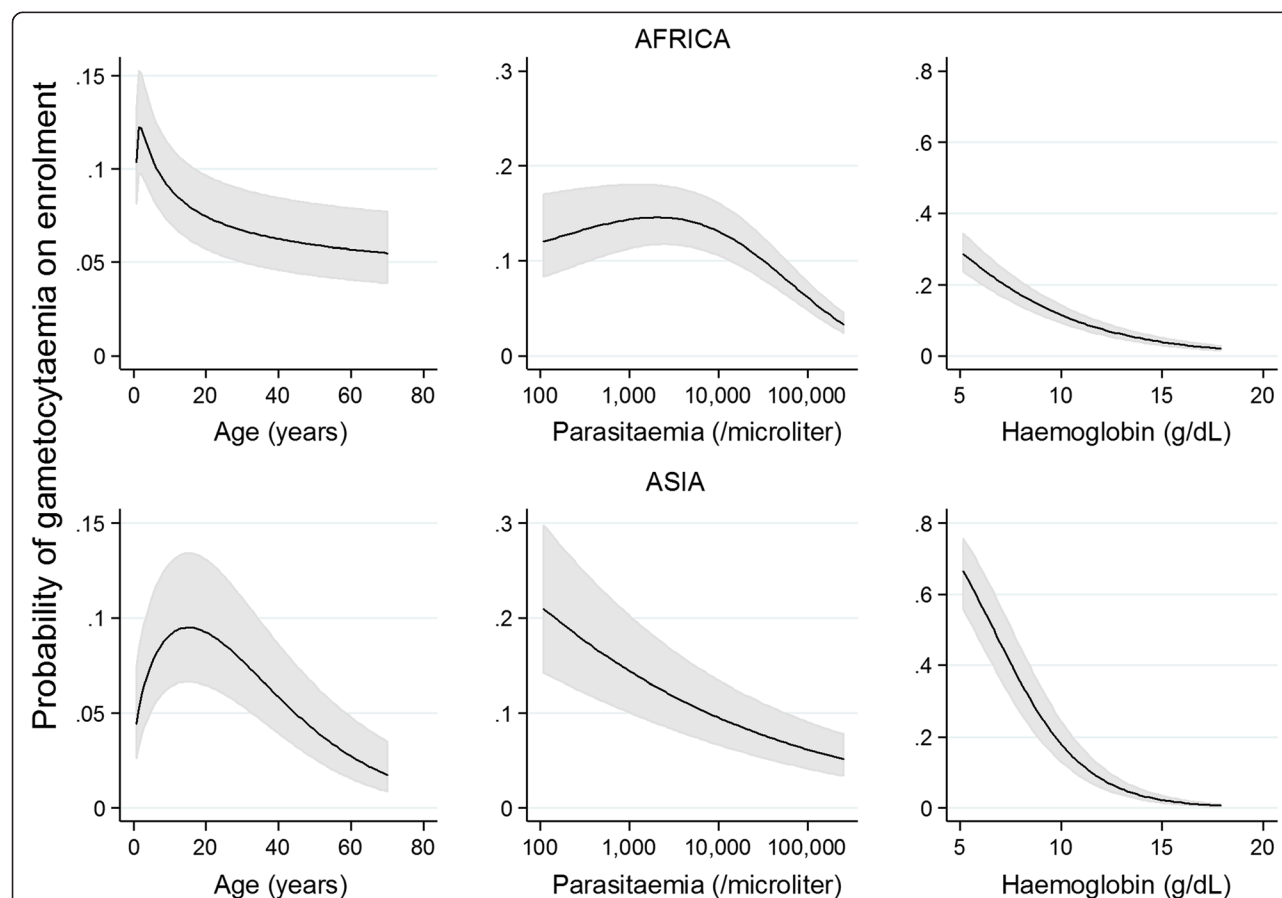 Probability of gametocytaemia on enrolment
AFRICA
.15
.1
.05
0
0 20 40 60 80
Age (years)
.3
.2
.1
0
100 1,000 10,000 100,000
Parasitaemia (/microliter)
.8
.6
.4
.2
0
5 10 15 20
Haemoglobin (g/dL)
ASIA
.15
.1
.05
0
0 20 40 60 80
Age (years)
.3
.2
.1
0
100 1,000 10,000 100,000
Parasitaemia (/microliter)
.8
.6
.4
.2
0
5 10 15 20
Haemoglobin (g/dL)